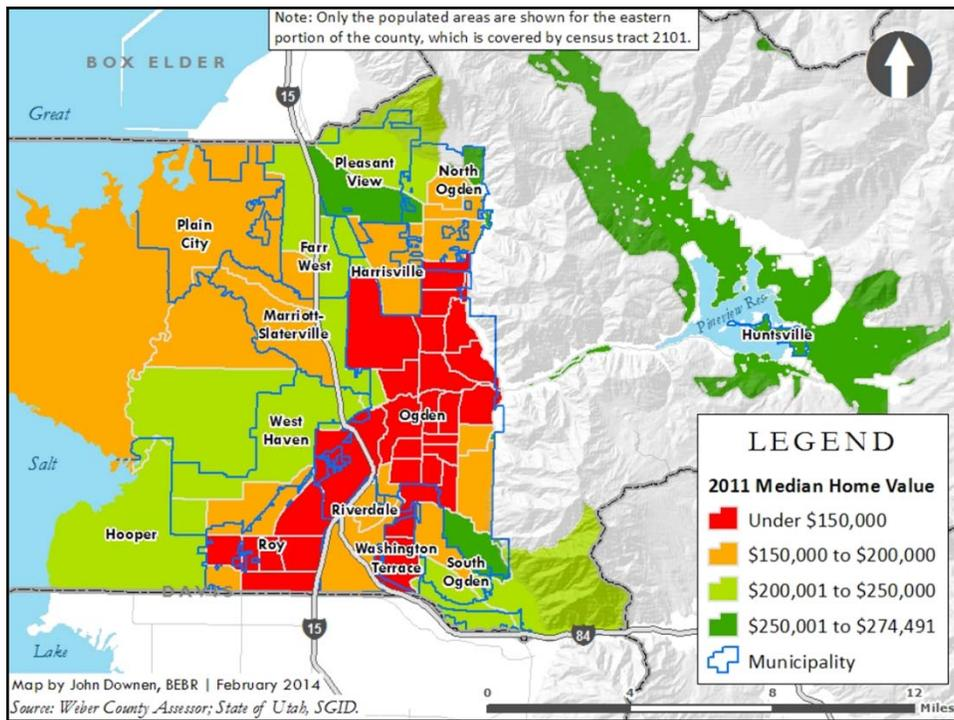 Note: Only the populated areas are shown for the eastern
portion of the county, which is covered by census tract 2101.
BOX ELDER
15
Great
Pleasant
View
North
Ogden
Plain
City
Farr
West
Harrisville
Marriott-
Slaterville
Pineview Res.
Huntsville
Ogden
West
Haven
Salt
Riverdale
Hooper
Roy
Washington
Terrace
South
Ogden
DAVIS
15
84
Lake
LEGEND
2011 Median Home Value
Under $150,000
$150,000 to $200,000
$200,001 to $250,000
$250,001 to $274,491
Municipality
Map by John Downen, BEBR | February 2014
Source: Weber County Assessor; State of Utah, SGID.
0 4 8 12
Miles